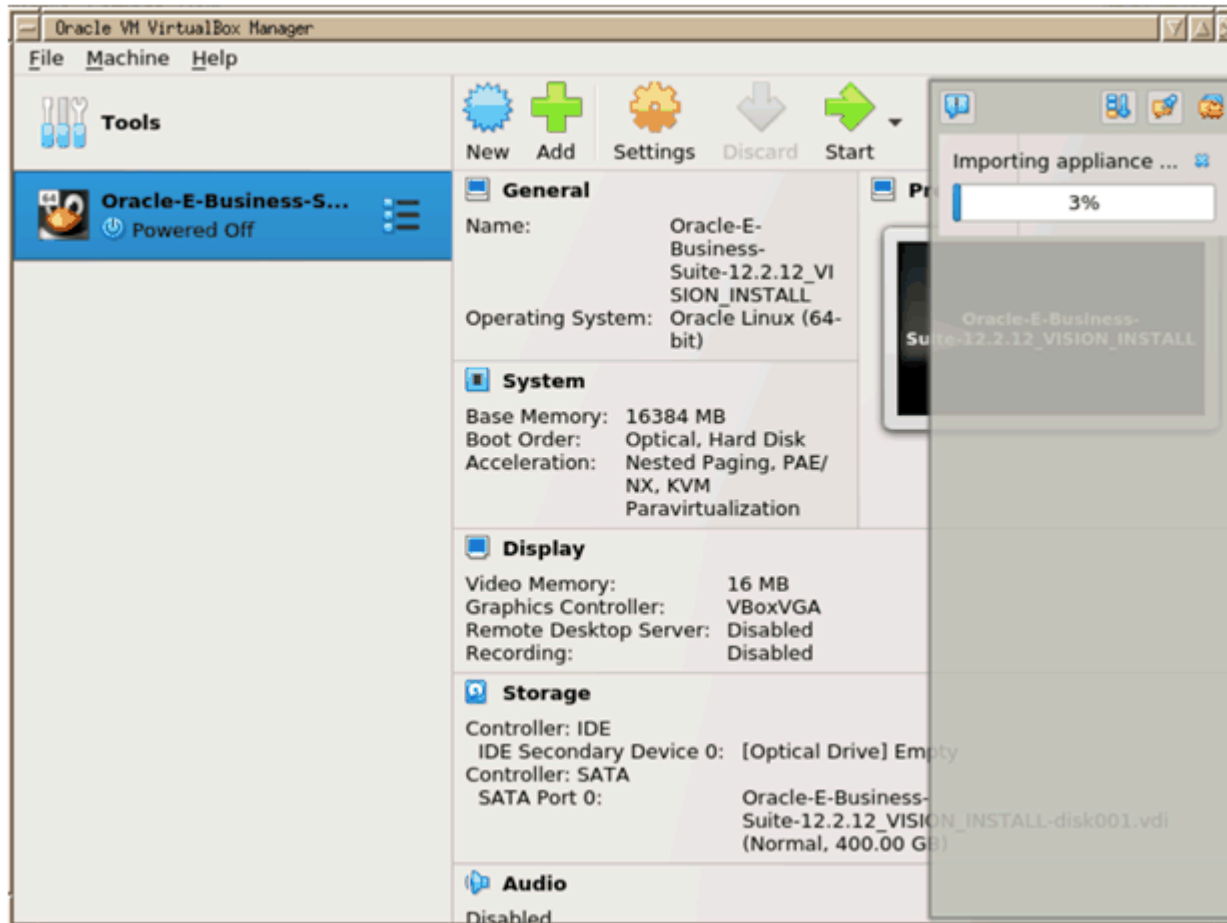 Oracle VM VirtualBox Manager
File Machine Help
Tools
New Add Settings Discard Start
Importing appliance ...
3%
64
Oracle-E-Business-S...
Powered Off
General
Name: Oracle-E-
Business-
Suite-12.2.12_VI
SION_INSTALL
Operating System: Oracle Linux (64-
bit)
Pr
Oracle-E-Business-
Suite-12.2.12_VISION_INSTALL
System
Base Memory: 16384 MB
Boot Order: Optical, Hard Disk
Acceleration: Nested Paging, PAE/
NX, KVM
Paravirtualization
Display
Video Memory: 16 MB
Graphics Controller: VBoxVGA
Remote Desktop Server: Disabled
Recording: Disabled
Storage
Controller: IDE
IDE Secondary Device 0: [Optical Drive] Empty
Controller: SATA
SATA Port 0: Oracle-E-Business-
Suite-12.2.12_VISION_INSTALL-disk001.vdi
(Normal, 400.00 GB)
Audio
Disabled